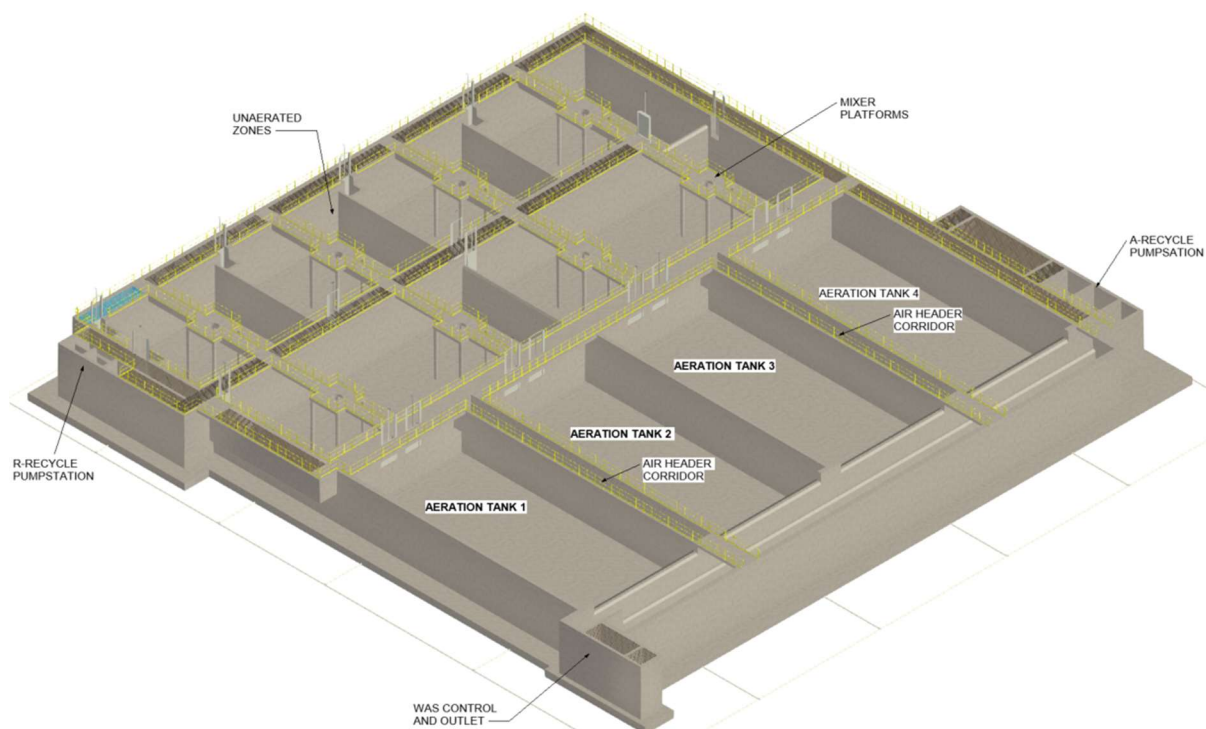 UNAERATED
ZONES
MIXER
PLATFORMS
A-RECYCLE
PUMPSATION
AERATION TANK 4
AIR HEADER
CORRIDOR
AERATION TANK 3
AERATION TANK 2
AIR HEADER
CORRIDOR
R-RECYCLE
PUMPSTATION
AERATION TANK 1
WAS CONTROL
AND OUTLET